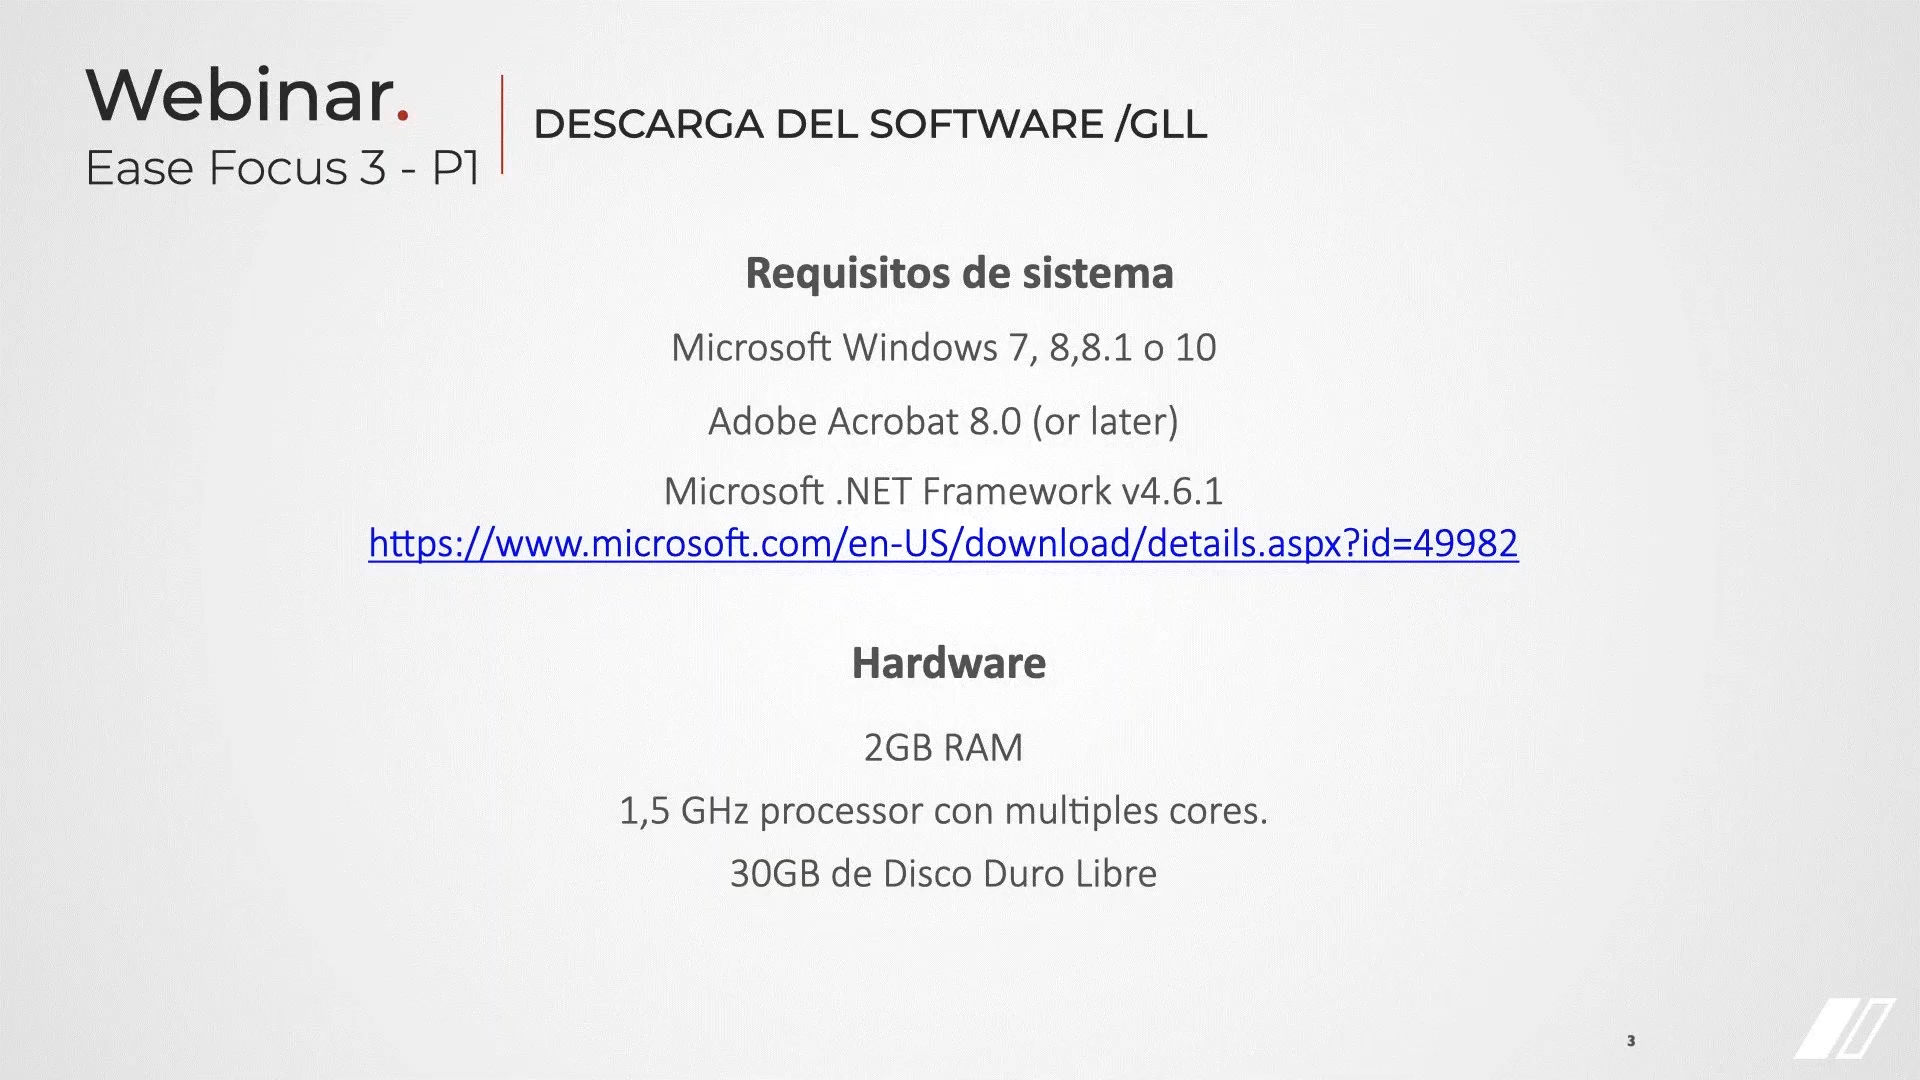 Webinar.
Ease Focus 3 - P1
DESCARGA DEL SOFTWARE /GLL
Requisitos de sistema
Microsoft Windows 7, 8,8.1 o 10
Adobe Acrobat 8.0 (or later)
Microsoft .NET Framework v4.6.1
https://www.microsoft.com/en-US/download/details.aspx?id=49982
Hardware
2GB RAM
1,5 GHz processor con multiples cores.
30GB de Disco Duro Libre
3